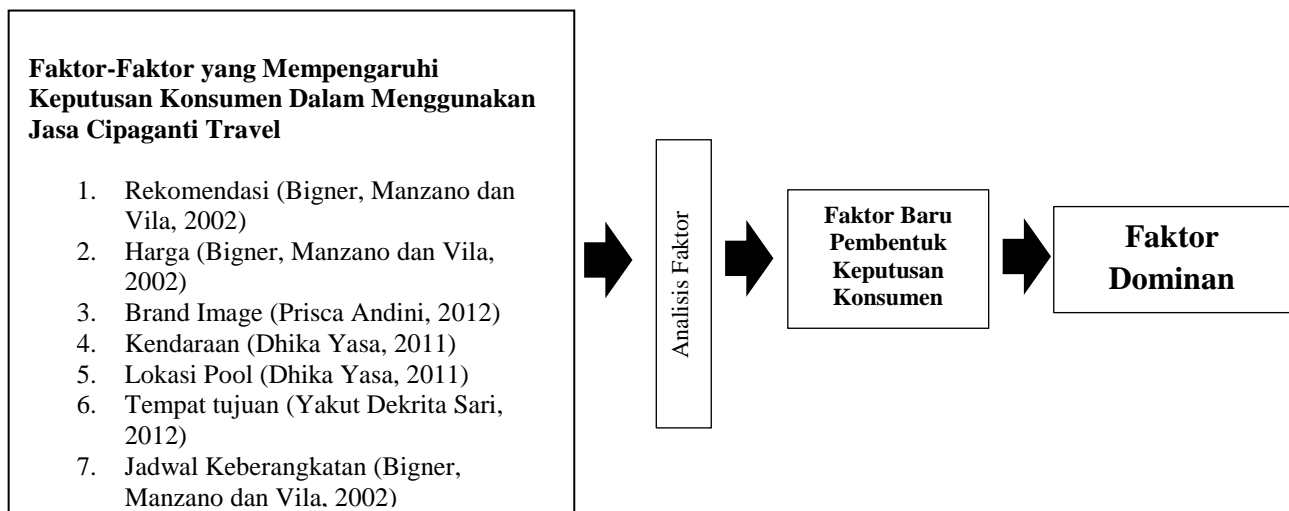 Faktor-Faktor yang Mempengaruhi
Keputusan Konsumen Dalam Menggunakan
Jasa Cipaganti Travel
1. Rekomendasi (Bigner, Manzano dan
Vila, 2002)
2. Harga (Bigner, Manzano dan Vila,
2002)
3. Brand Image (Prisca Andini, 2012)
4. Kendaraan (Dhika Yasa, 2011)
5. Lokasi Pool (Dhika Yasa, 2011)
6. Tempat tujuan (Yakut Dekrita Sari,
2012)
7. Jadwal Keberangkatan (Bigner,
Manzano dan Vila, 2002)
Analisis Faktor
Faktor Baru
Pembentuk
Keputusan
Konsumen
Faktor
Dominan